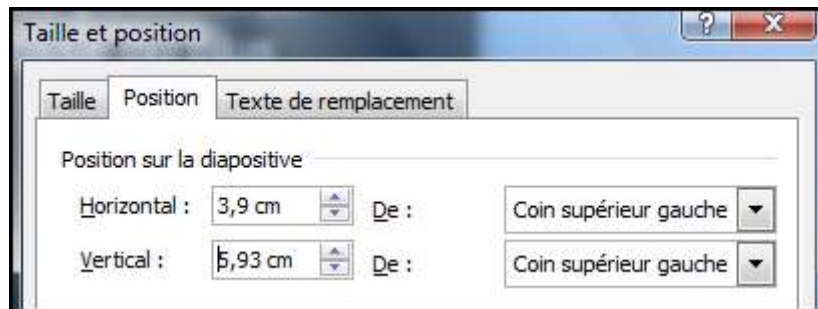 Taille et position
Taille Position Texte de remplacement
Position sur la diapositive
Horizontal : 3,9 cm De : Coin supérieur gauche
Vertical : 5,93 cm De : Coin supérieur gauche